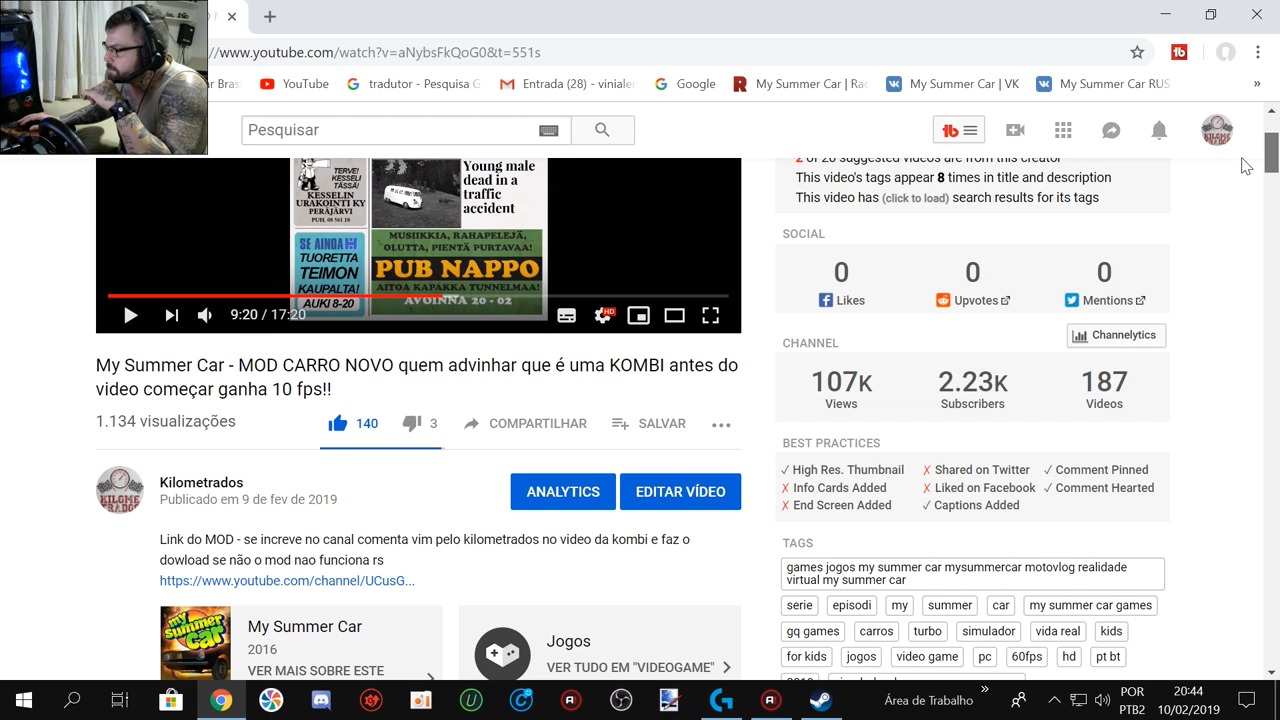 //www.youtube.com/watch?v=aNybsFkQoG0&t=551s
YouTube
tradutor - Pesquisa G
Entrada (28) - vinialer
Google
My Summer Car | Rac
My Summer Car | VK
My Summer Car RUS
»
Pesquisar
TERVE!
KESSELI
TÄSSÄ!
KESSELIN
URAKOINTI KY
PERÄJÄRVI
PUH. 08 561 18
Young male
dead in a
traffic
accident
SE AINOA
TUORETTA
TEIMON
KAUPALTA!
AUKI 8-20
MUSIIKKIA, RAHAPELEJÄ,
OLUTTA, PIENTÄ PURTAVAA!
PUB NAPPO
AITOA KAPAKKA TUNNELMAA!
AVOINNA 20 - 02
9:20 / 17:20
HD
My Summer Car - MOD CARRO NOVO quem advinhar que é uma KOMBI antes do
video começar ganha 10 fps!!
1.134 visualizações
140
3
COMPARTILHAR
SALVAR
Kilometrados
Publicado em 9 de fev de 2019
ANALYTICS
EDITAR VÍDEO
Link do MOD - se increve no canal comenta vim pelo kilometrados no video da kombi e faz o
dowload se não o mod nao funciona rs
https://www.youtube.com/channel/UCusG...
My Summer Car
2016
VER MAIS SOBRE ESTE
Jogos
VER TUDO EM "VIDEOGAME"
2 of 20 suggested videos are from this creator
This video's tags appear 8 times in title and description
This video has (click to load) search results for its tags
SOCIAL
0 0 0
Likes Upvotes Mentions
CHANNEL
Channelytics
107K 2.23K 187
Views Subscribers Videos
BEST PRACTICES
✓ High Res. Thumbnail ✗ Shared on Twitter ✓ Comment Pinned
✗ Info Cards Added ✗ Liked on Facebook ✓ Comment Hearted
✗ End Screen Added ✓ Captions Added
TAGS
games jogos my summer car mysummercar motovlog realidade
virtual my summer car
serie episodi my summer car my summer car games
gq games carros turbo simulador vida real kids
for kids jogos video game pc 60fps hd pt bt
Área de Trabalho
»
POR
PTB2
20:44
10/02/2019